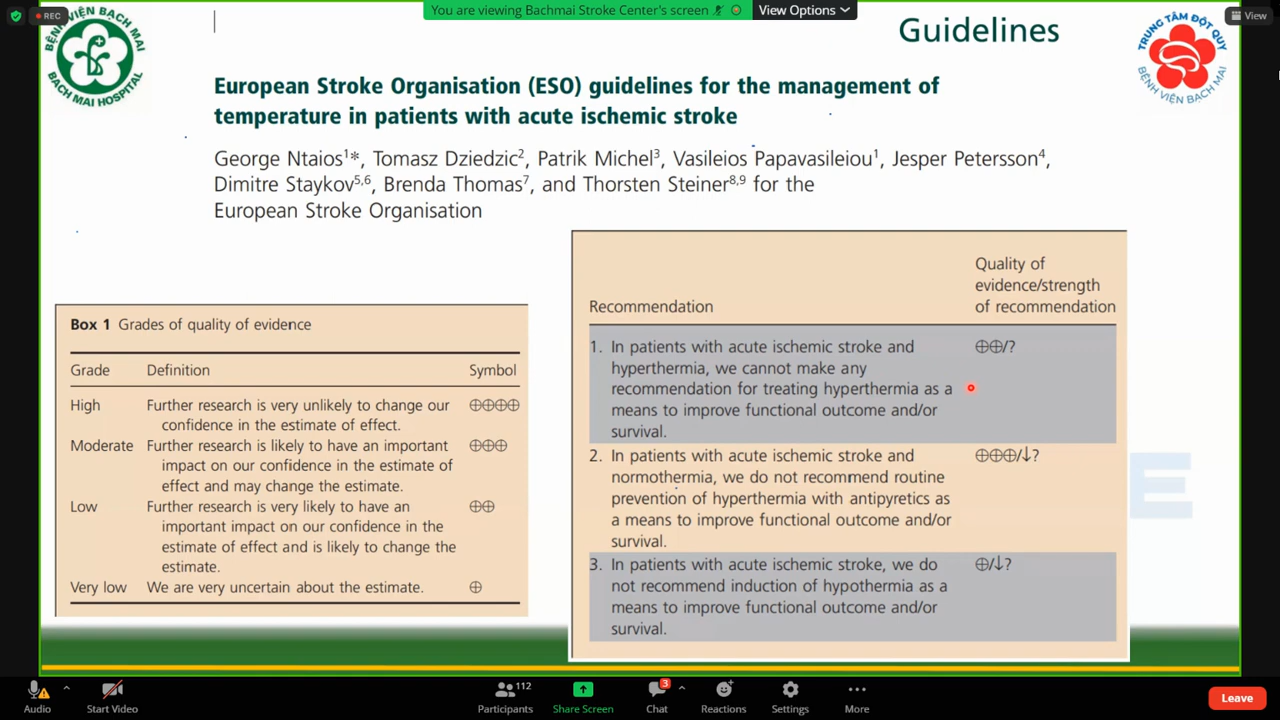 REC
You are viewing Bachmai Stroke Center's screen
View Options
View
BỆNH VIỆN BẠCH MAI
BACH MAI HOSPITAL
Guidelines
TRUNG TÂM ĐỘT QUỴ
BỆNH VIỆN BẠCH MAI
European Stroke Organisation (ESO) guidelines for the management of
temperature in patients with acute ischemic stroke
George Ntaios¹*, Tomasz Dziedzic², Patrik Michel³, Vasileios Papavasileiou¹, Jesper Petersson⁴,
Dimitre Staykov⁵,⁶, Brenda Thomas⁷, and Thorsten Steiner⁸,⁹ for the
European Stroke Organisation
Box 1 Grades of quality of evidence
Grade Definition Symbol
High Further research is very unlikely to change our ⊕⊕⊕⊕
confidence in the estimate of effect.
Moderate Further research is likely to have an important ⊕⊕⊕
impact on our confidence in the estimate of
effect and may change the estimate.
Low Further research is very likely to have an ⊕⊕
important impact on our confidence in the
estimate of effect and is likely to change the
estimate.
Very low We are very uncertain about the estimate. ⊕
Quality of
evidence/strength
Recommendation of recommendation
1. In patients with acute ischemic stroke and ⊕⊕/?
hyperthermia, we cannot make any
recommendation for treating hyperthermia as a
means to improve functional outcome and/or
survival.
2. In patients with acute ischemic stroke and ⊕⊕⊕/↓?
normothermia, we do not recommend routine
prevention of hyperthermia with antipyretics as
a means to improve functional outcome and/or
survival.
3. In patients with acute ischemic stroke, we do ⊕/↓?
not recommend induction of hypothermia as a
means to improve functional outcome and/or
survival.
E
Audio
Start Video
112
Participants
Share Screen
3
Chat
Reactions
Settings
More
Leave